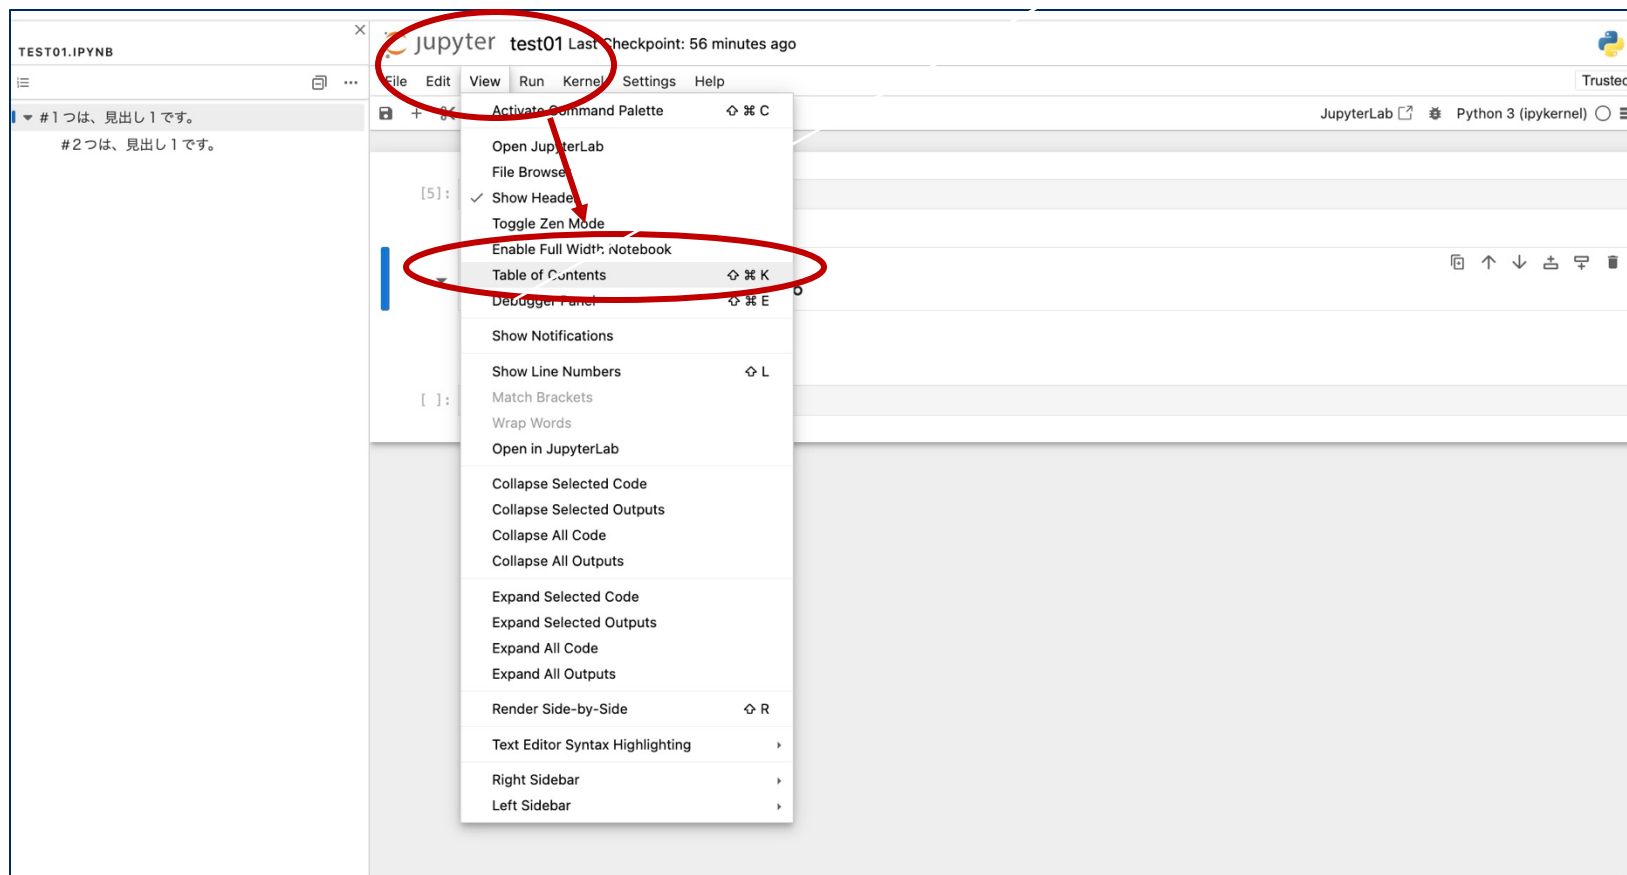 TEST01.IPYNB
#1つは、見出し1です。
#2つは、見出し1です。
jupyter test01 Last Checkpoint: 56 minutes ago
File Edit View Run Kernel Settings Help
Trusted
JupyterLab Python 3 (ipykernel)
Activate Command Palette ⇧ ⌘ C
Open JupyterLab
File Browser
[5]:
✓ Show Header
Toggle Zen Mode
Enable Full Width Notebook
Table of Contents ⇧ ⌘ K
Debugger Panel ⇧ ⌘ E
Show Notifications
Show Line Numbers ⇧ L
Match Brackets
[ ]:
Wrap Words
Open in JupyterLab
Collapse Selected Code
Collapse Selected Outputs
Collapse All Code
Collapse All Outputs
Expand Selected Code
Expand Selected Outputs
Expand All Code
Expand All Outputs
Render Side-by-Side ⇧ R
Text Editor Syntax Highlighting
Right Sidebar
Left Sidebar